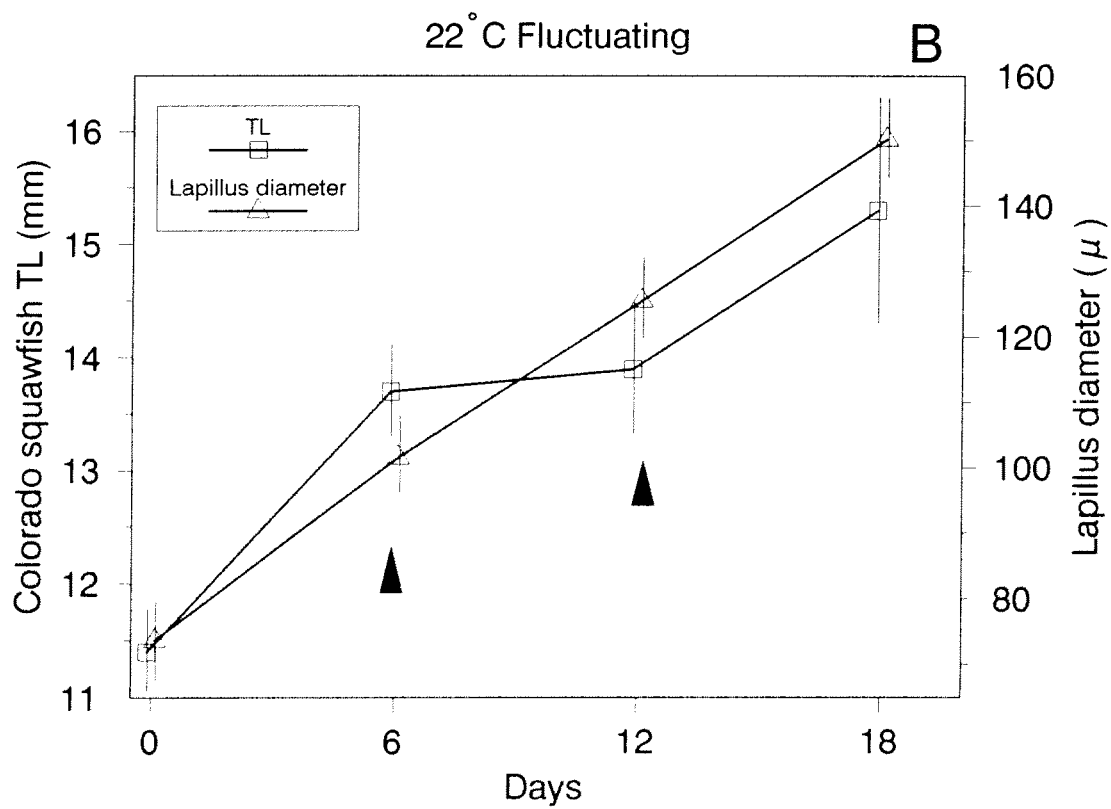 22°C Fluctuating
B
TL
Lapillus diameter
Colorado squawfish TL (mm)
16
15
14
13
12
11
160
140
120
100
80
Lapillus diameter ( μ )
0 6 12 18
Days